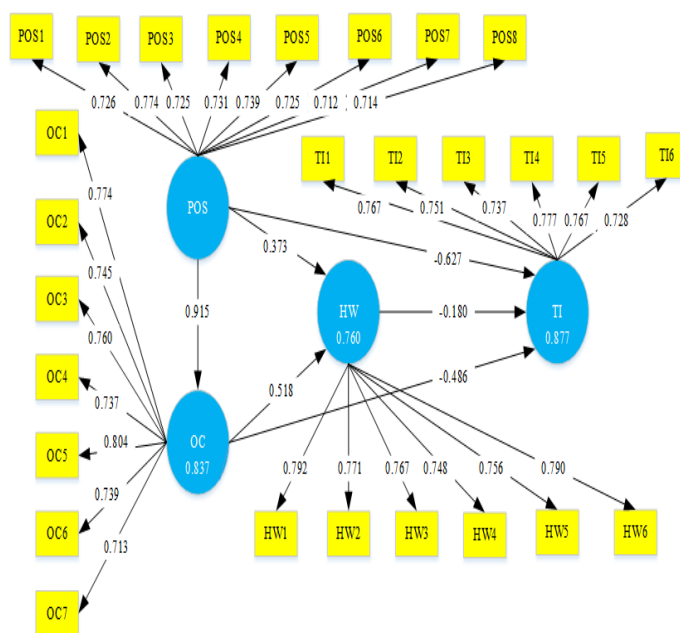 POS1 POS2 POS3 POS4 POS5 POS6 POS7 POS8
0.726 0.774 0.725 0.731 0.739 0.725 0.712 0.714
OC1
OC2
OC3
OC4
OC5
OC6
OC7
0.774
0.745
0.760
0.737
0.804
0.739
0.713
POS
TI1 TI2 TI3 TI4 TI5 TI6
0.767 0.751 0.737 0.777 0.767 0.728
0.373
-0.627
0.915
HW
0.760
-0.180
TI
0.877
0.518
-0.486
OC
0.837
0.792 0.771 0.767 0.748 0.756 0.790
HW1 HW2 HW3 HW4 HW5 HW6